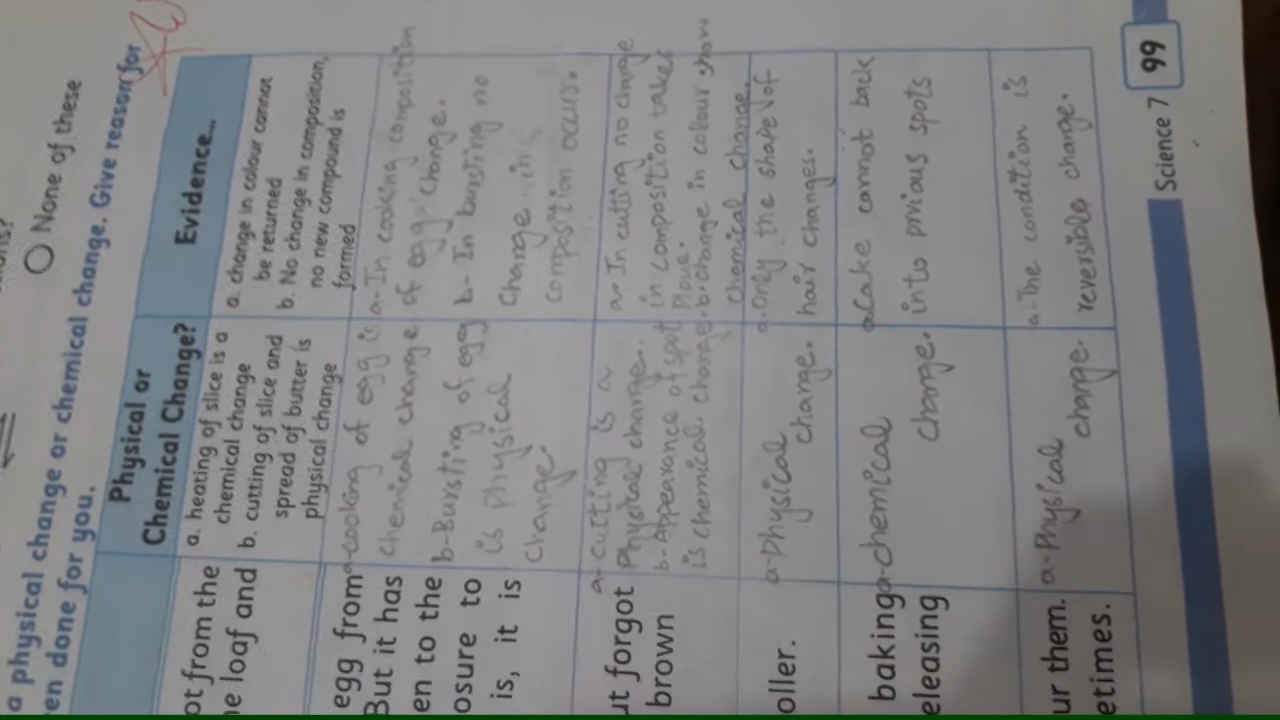 None of these
a physical change or chemical change. Give reason for
en done for you.
Physical or
Chemical Change?
Evidence...
ot from the
e loaf and
a. heating of slice is a
chemical change
b. cutting of slice and
spread of butter is
physical change
a. change in colour cannot
be returned
b. No change in composition,
no new compound is
formed
egg from
But it has
en to the
osure to
is, it is
a-cooking of egg is
chemical change
b-Bursting of egg
is Physical
Change.
a-In cooking composition
of egg change.
b- In bursting no
Change in
composition occus.
ut forgot
brown
a-cutting is a
Physical change.
b-Appearance of spot
is chemical change.
a-In cutting no change
in composition takes
Place.
b.change in colour show
chemical change.
oller.
a-Physical
change.
a-only the shape of
hair changes.
baking
eleasing
a-chemical
change.
a Cake cannot back
into privious spots
ur them.
etimes.
a-Physical
change.
a-The condition is
reversible change.
Science 7
99